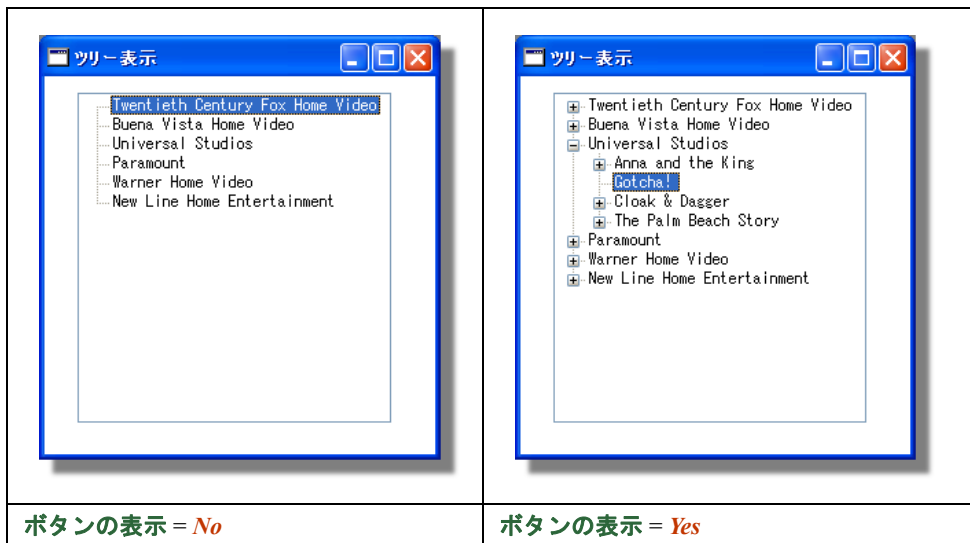 ツリー表示
Twentieth Century Fox Home Video
Buena Vista Home Video
Universal Studios
Paramount
Warner Home Video
New Line Home Entertainment
ボタンの表示 = No
ツリー表示
Twentieth Century Fox Home Video
Buena Vista Home Video
Universal Studios
Anna and the King
Gotcha!
Cloak & Dagger
The Palm Beach Story
Paramount
Warner Home Video
New Line Home Entertainment
ボタンの表示 = Yes